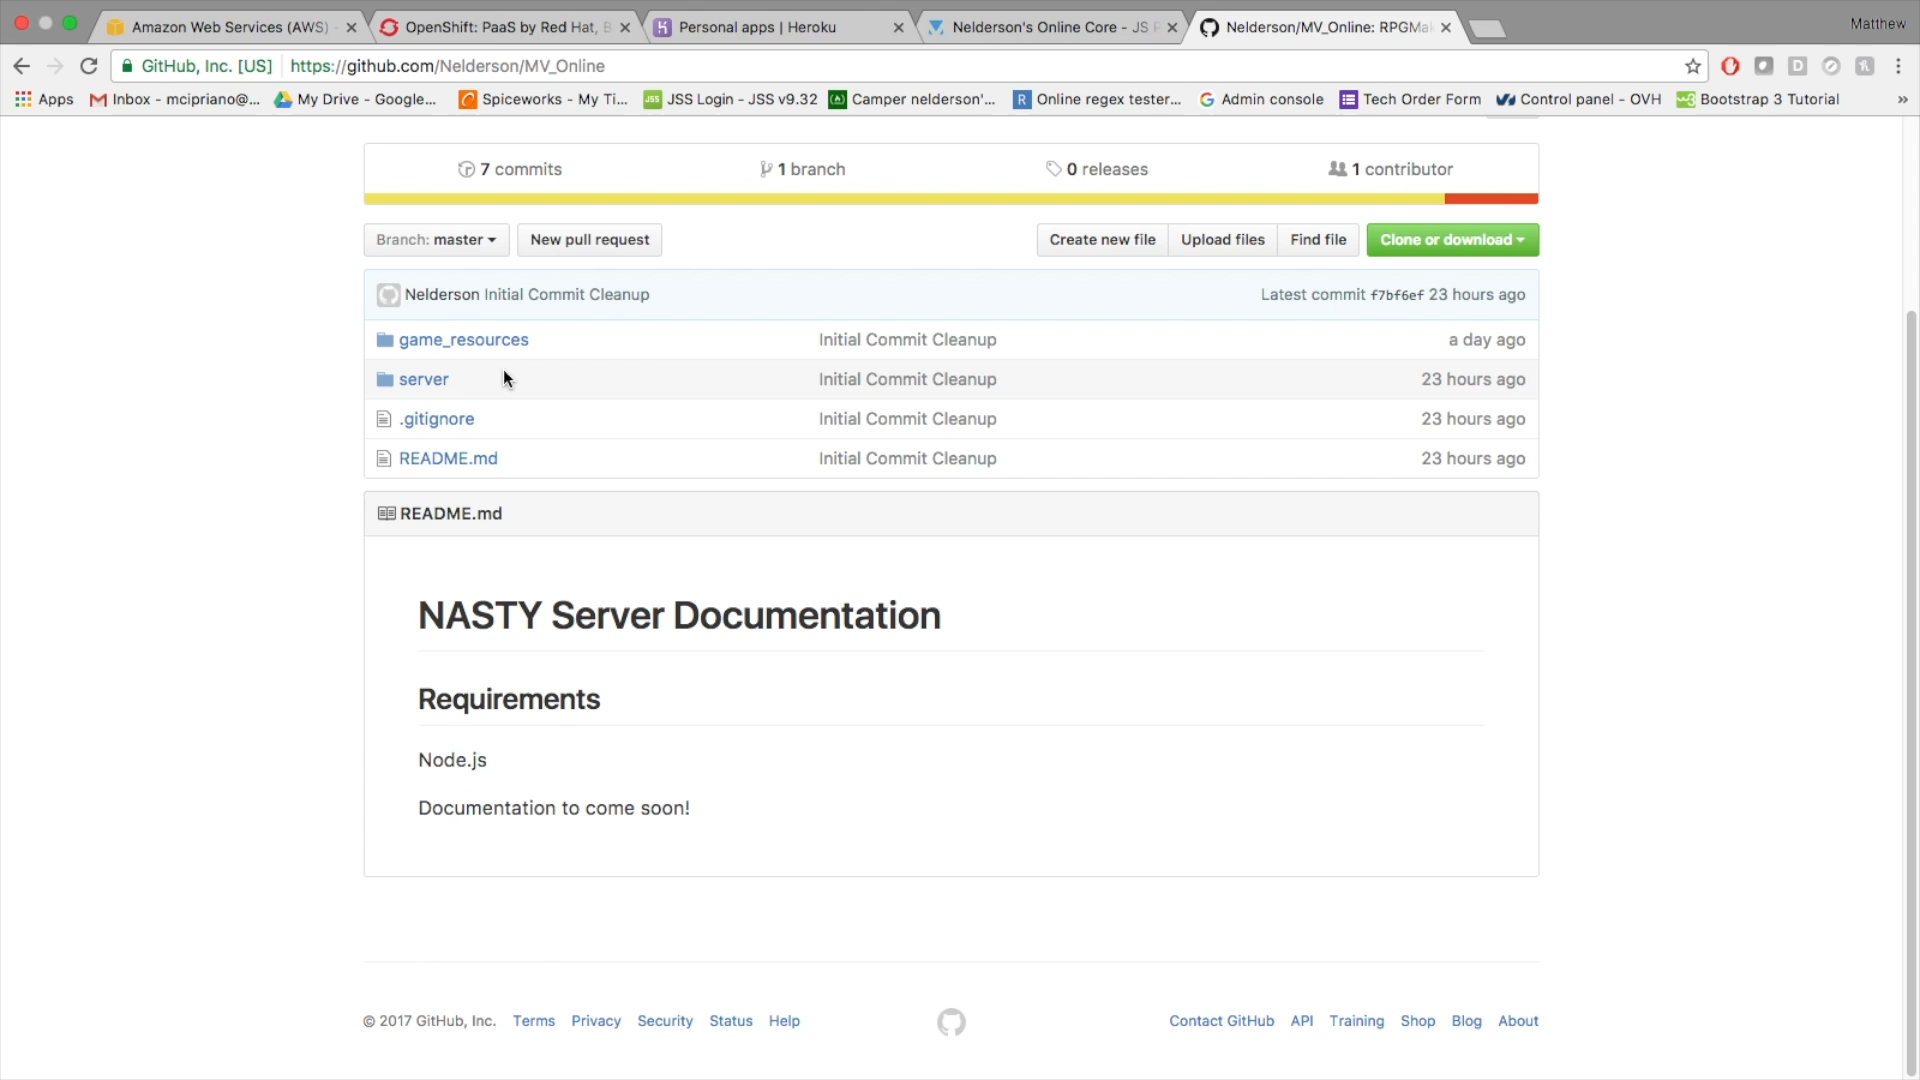 Amazon Web Services (AWS) -
OpenShift: PaaS by Red Hat, B
Personal apps | Heroku
Nelderson's Online Core - JS P
Nelderson/MV_Online: RPGMak
Matthew
GitHub, Inc. [US]
https://github.com/Nelderson/MV_Online
Apps
Inbox - mcipriano@...
My Drive - Google...
Spiceworks - My Ti...
JSS Login - JSS v9.32
Camper nelderson'...
Online regex tester...
Admin console
Tech Order Form
Control panel - OVH
Bootstrap 3 Tutorial
»
7 commits
1 branch
0 releases
1 contributor
Branch: master
New pull request
Create new file
Upload files
Find file
Clone or download
Nelderson Initial Commit Cleanup
Latest commit f7bf6ef 23 hours ago
game_resources
Initial Commit Cleanup
a day ago
server
Initial Commit Cleanup
23 hours ago
.gitignore
Initial Commit Cleanup
23 hours ago
README.md
Initial Commit Cleanup
23 hours ago
README.md
NASTY Server Documentation
Requirements
Node.js
Documentation to come soon!
© 2017 GitHub, Inc.
Terms
Privacy
Security
Status
Help
Contact GitHub
API
Training
Shop
Blog
About